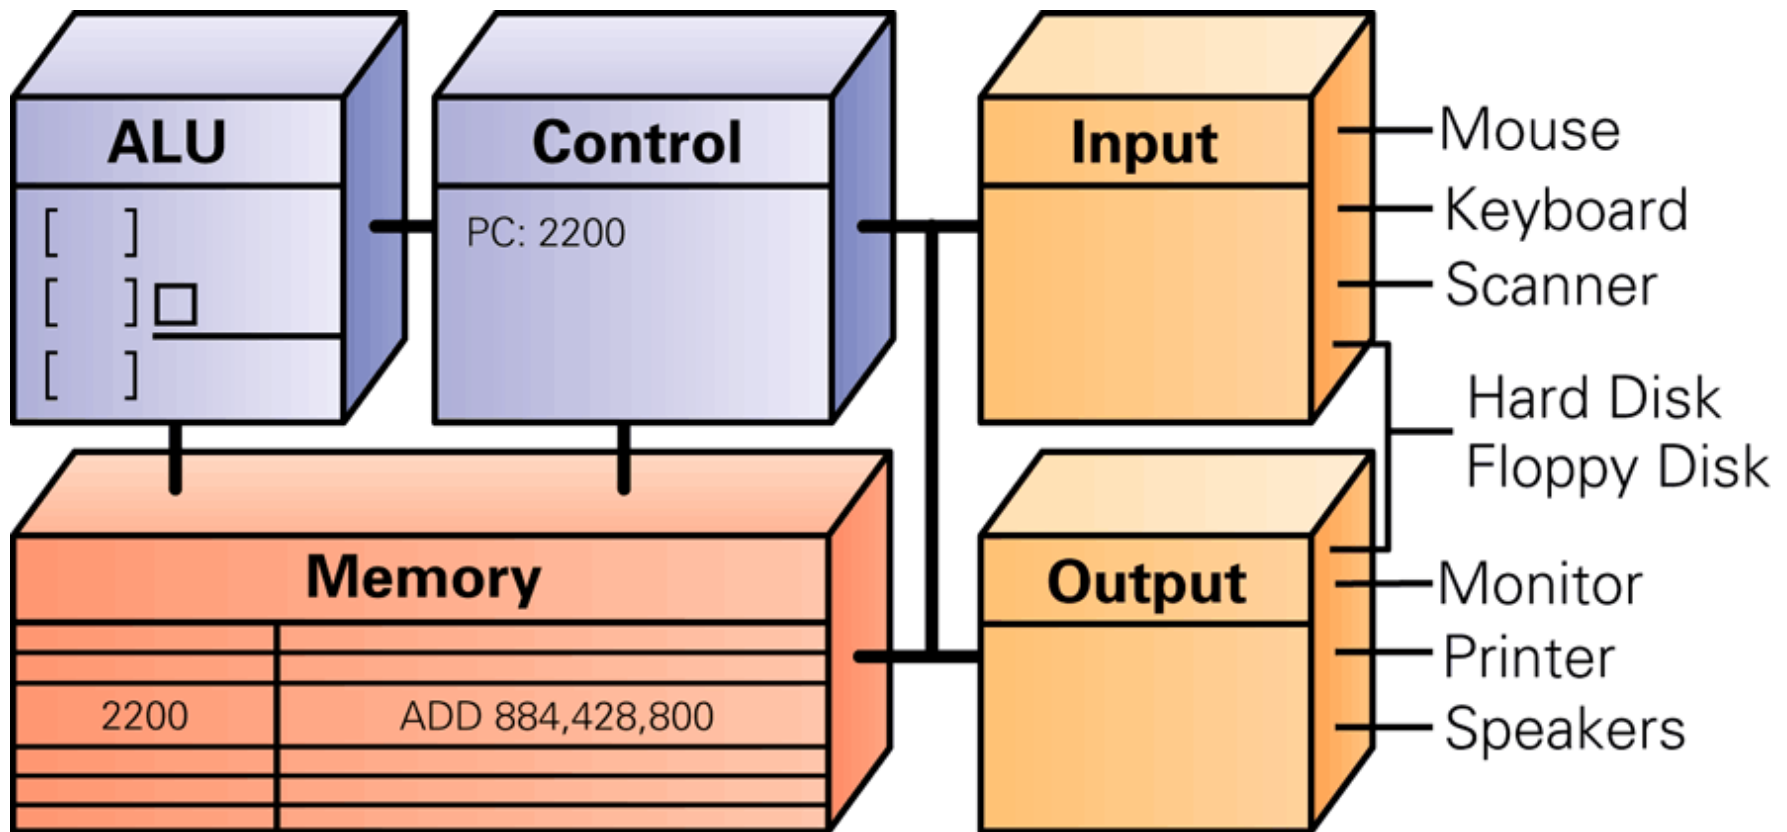 ALU
[ ]
[ ]
[ ]
Control
PC: 2200
Input
Mouse
Keyboard
Scanner
Hard Disk
Floppy Disk
Memory
2200 ADD 884,428,800
Output
Monitor
Printer
Speakers